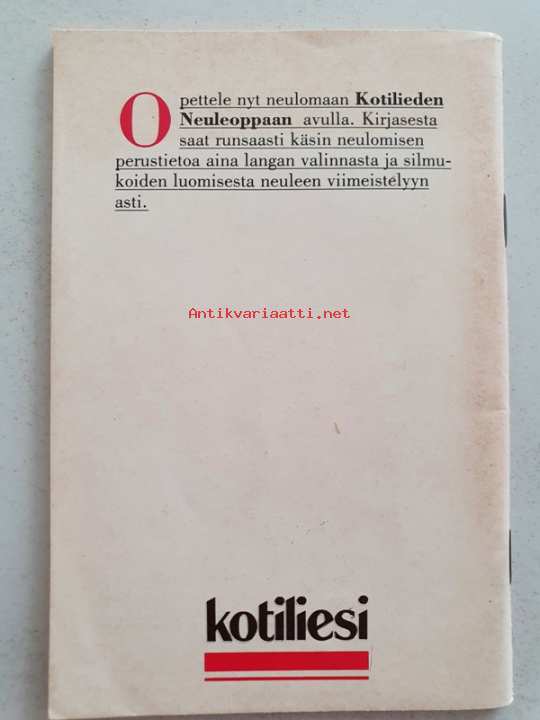 Opettele nyt neulomaan Kotilieden
Neuleoppaan avulla. Kirjasesta
saat runsaasti käsin neulomisen
perustietoa aina langan valinnasta ja silmu-
koiden luomisesta neuleen viimeistelyyn
asti.
Antikvariaatti.net
kotiliesi